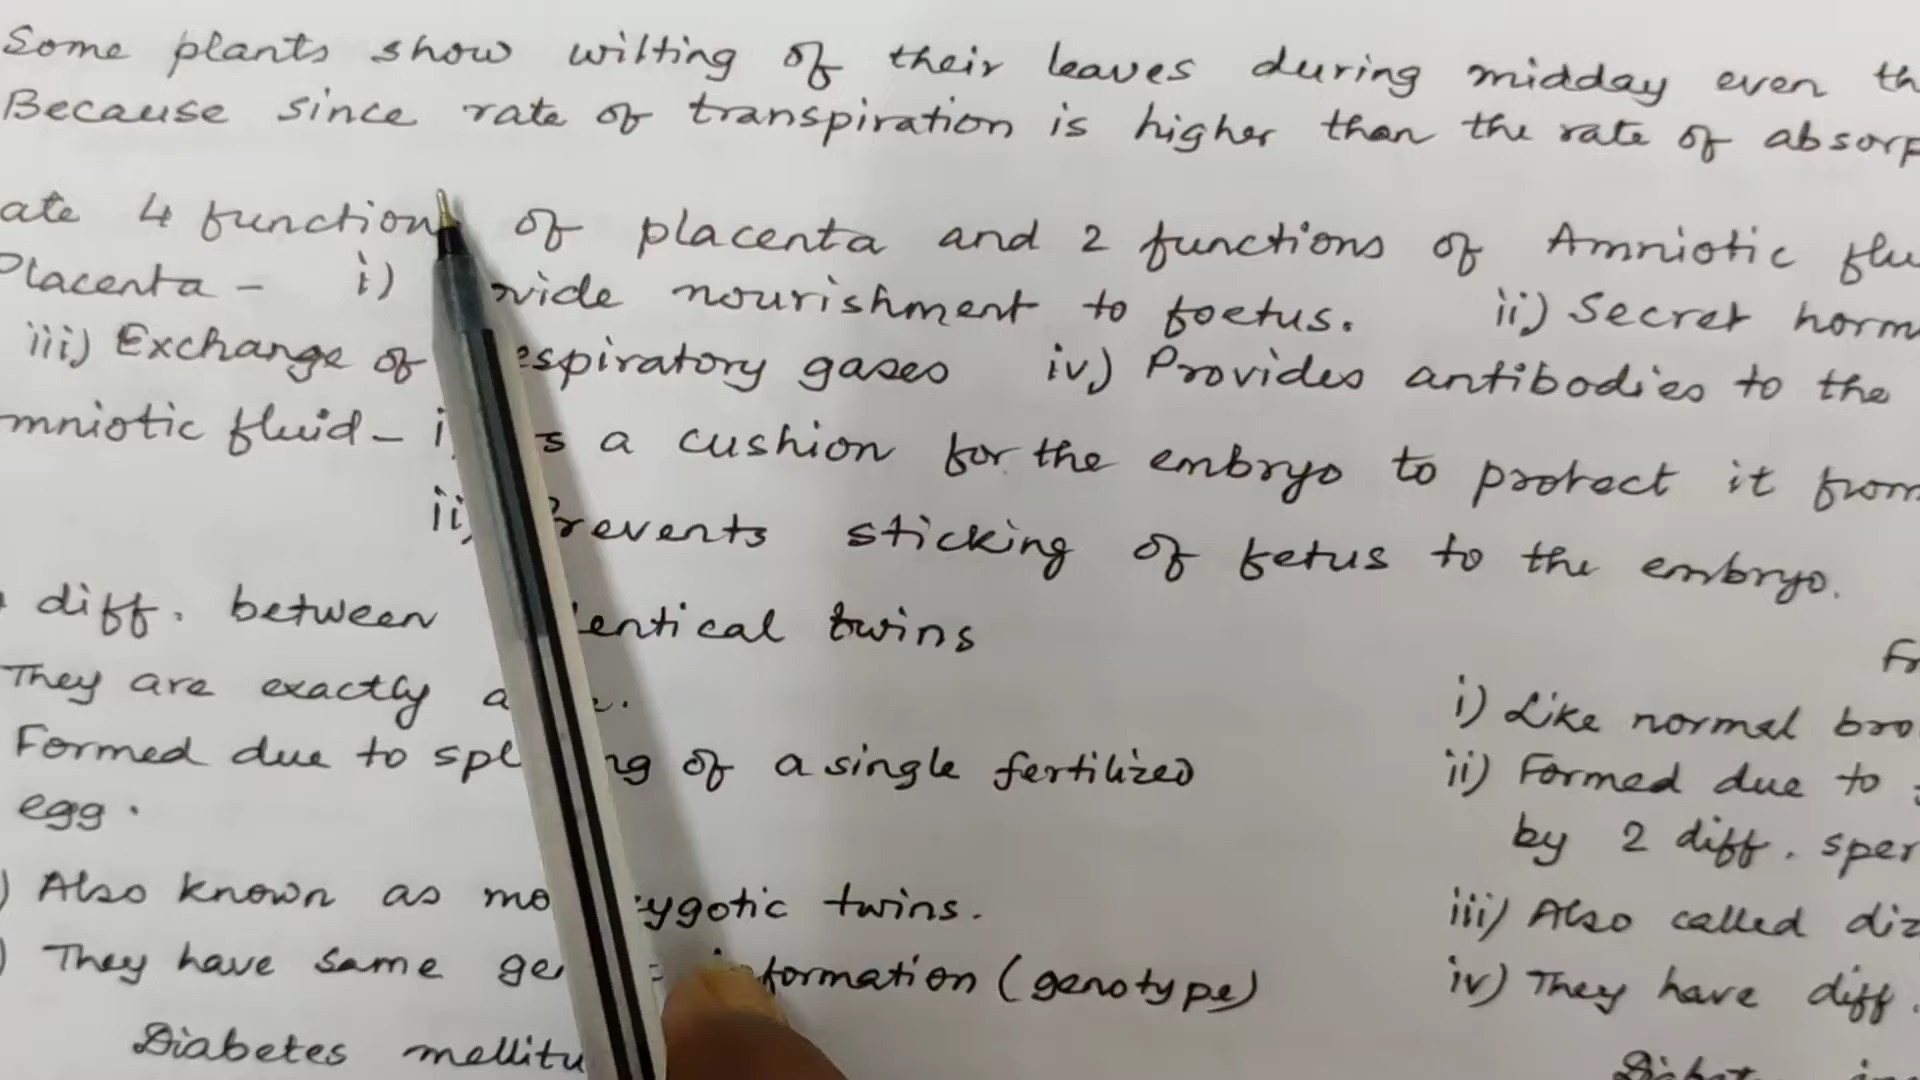 Some plants show wilting of their leaves during midday even th
Because since rate of transpiration is higher than the rate of absorp
ate 4 function of placenta and 2 functions of Amniotic flu
Placenta - i) vide nourishment to foetus. ii) Secret horm
iii) Exchange of espiratory gases iv) Provides antibodies to the
mniotic fluid - i s a cushion for the embryo to protect it from
ii) Prevents sticking of fetus to the embryo.
diff. between entical twins
Fr
They are exactly a .
i) Like normal bro
Formed due to spl ng of a single fertilized
ii) Formed due to
egg.
by 2 diff. sper
) Also known as mo zygotic twins.
iii) Also called diz
) They have same ge formation (genotype)
iv) They have diff.
Diabetes mellitu
Diabet in